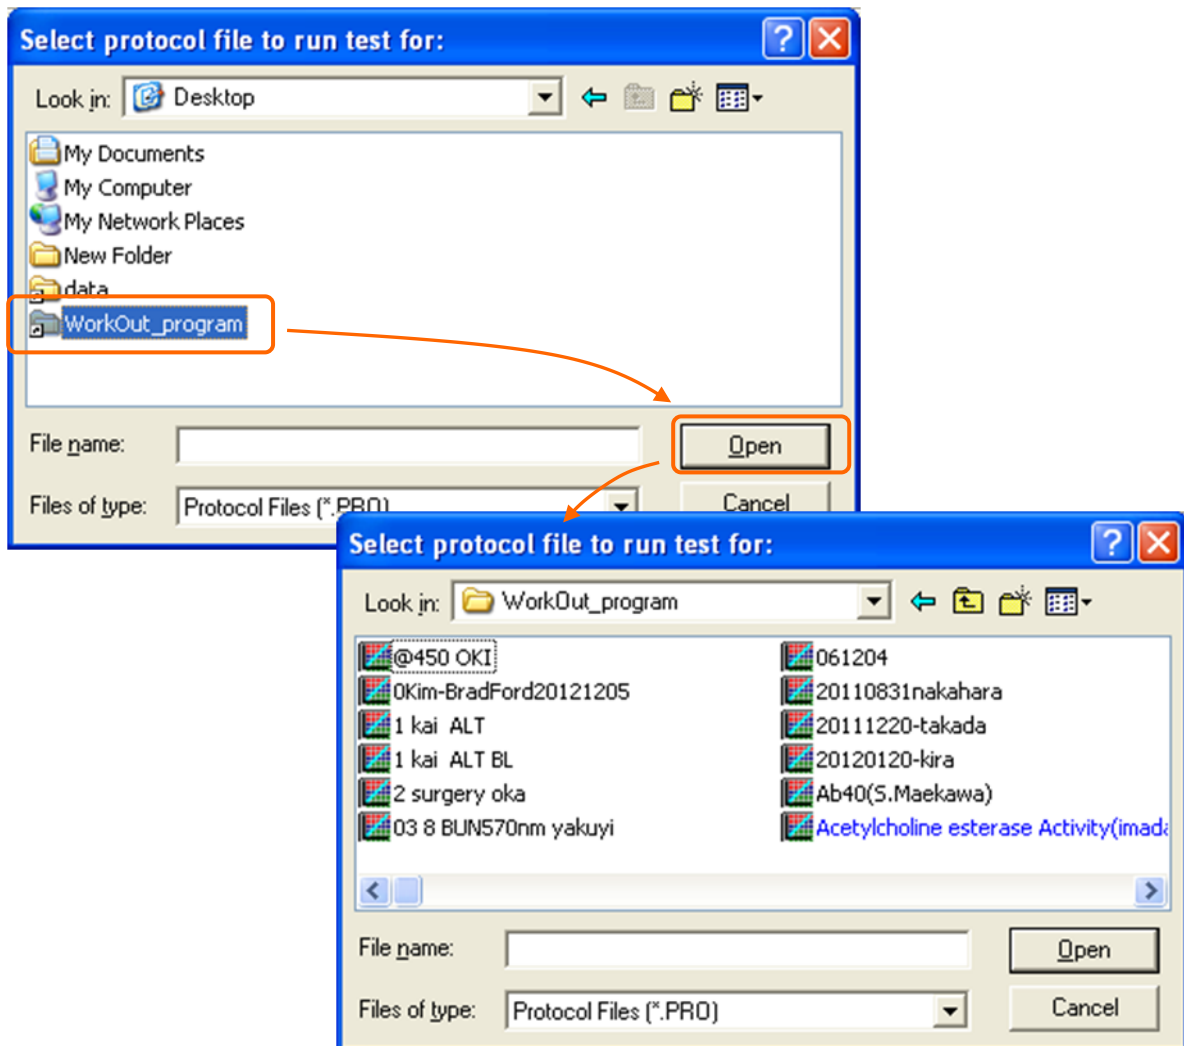 Select protocol file to run test for:
Look in: Desktop
My Documents
My Computer
My Network Places
New Folder
data
WorkOut_program
File name: Open
Files of type: Protocol Files (*.PRO) Cancel
Select protocol file to run test for:
Look in: WorkOut_program
@450 OKI
0Kim-BradFord20121205
1 kai  ALT
1 kai  ALT BL
2 surgery oka
03 8 BUN570nm yakuyi
061204
20110831nakahara
20111220-takada
20120120-kira
Ab40(S.Maekawa)
Acetylcholine esterase Activity(imada
File name: Open
Files of type: Protocol Files (*.PRO) Cancel